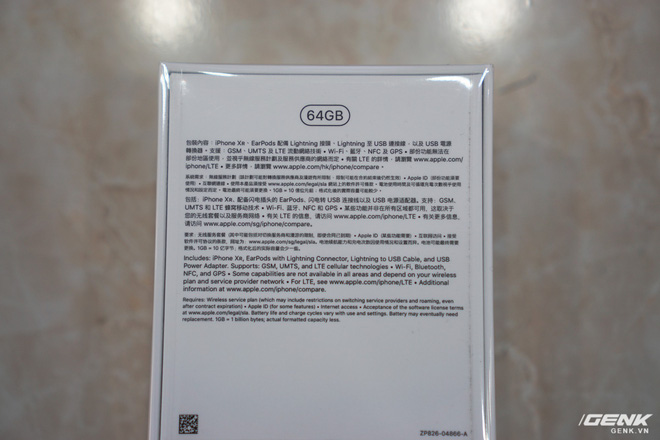 64GB
包裝內容：iPhone XR、EarPods 配備 Lightning 接頭、Lightning 至 USB 連接線，以及 USB 電源
轉換器。支援：GSM、UMTS 及 LTE 流動網絡技術 • Wi-Fi、藍牙、NFC 及 GPS • 部份功能無法在
部份地區使用，並視乎無線服務計劃及服務供應商的網絡而定。有關 LTE 的詳情，請瀏覽 www.apple.com/hk/
iphone/LTE • 更多詳情，請瀏覽 www.apple.com/hk/iphone/compare。
包括：iPhone XR、配备闪电插头的 EarPods、闪电转 USB 连接线以及 USB 电源适配器。支持：GSM、
UMTS 和 LTE 蜂窝移动技术 • Wi-Fi、蓝牙、NFC 和 GPS • 某些功能并非在所有区域都可用，还取决于
您的无线套餐以及服务商网络 • 有关 LTE 的信息，请访问 www.apple.com/sg/iphone/LTE • 有关更多信息，
请访问 www.apple.com/sg/iphone/compare。
Includes: iPhone XR, EarPods with Lightning Connector, Lightning to USB Cable, and USB
Power Adapter. Supports: GSM, UMTS, and LTE cellular technologies • Wi-Fi, Bluetooth,
NFC, and GPS • Some capabilities are not available in all areas and depend on your wireless
plan and service provider network • For LTE, see www.apple.com/iphone/LTE • Additional
information at www.apple.com/iphone/compare.
Requires: Wireless service plan (which may include restrictions on switching service providers and roaming, even
after contract expiration) • Apple ID (for some features) • Internet access • Acceptance of the software license terms
at www.apple.com/legal/sla. Battery life and charge cycles vary with use and settings. Battery may eventually need
replacement. 1GB = 1 billion bytes; actual formatted capacity less.
ZP826-04866-A
GENK
GENK.VN